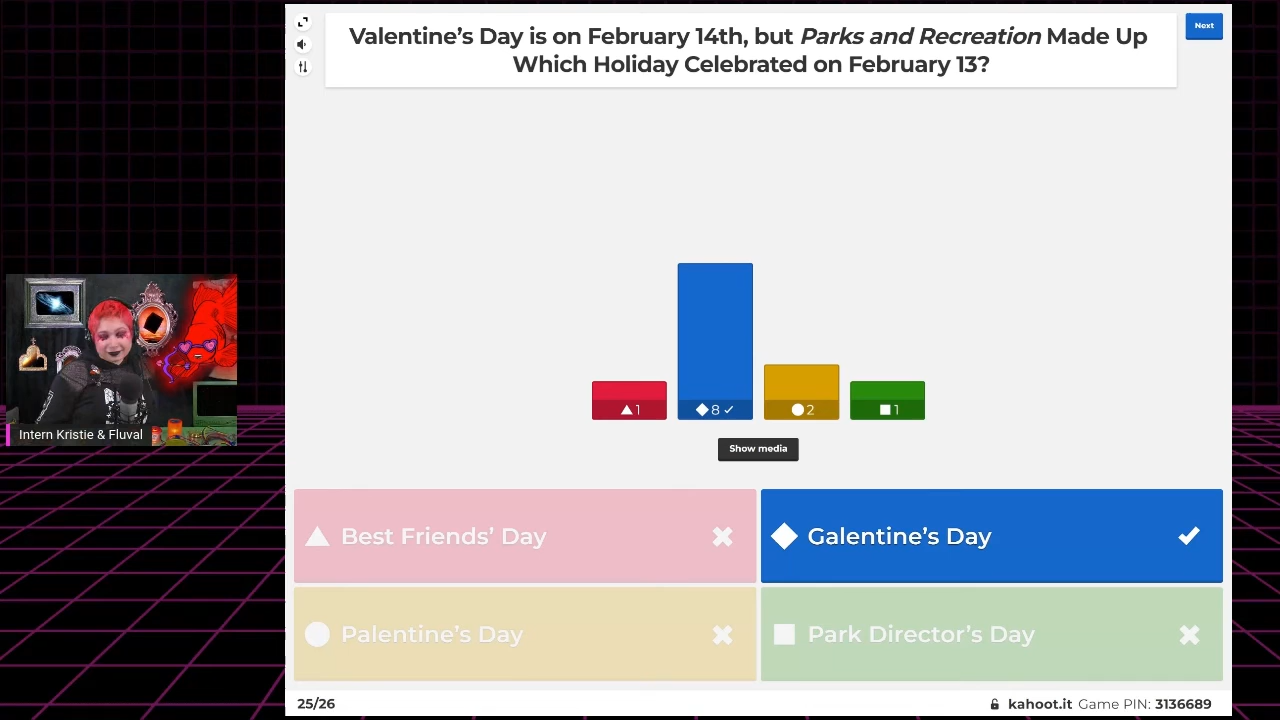 Valentine's Day is on February 14th, but Parks and Recreation Made Up
Which Holiday Celebrated on February 13?
Next
1
8
2
1
Show media
Best Friends' Day
Galentine's Day
Palentine's Day
Park Director's Day
Intern Kristie & Fluval
25/26
kahoot.it Game PIN: 3136689